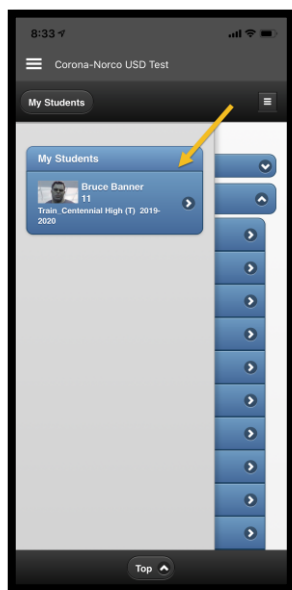 8:33
Corona-Norco USD Test
My Students
My Students
Bruce Banner
11
Train_Centennial High (T) 2019-
2020
Top